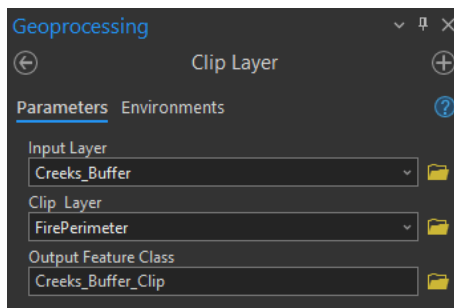 Geoprocessing
Clip Layer
Parameters Environments
Input Layer
Creeks_Buffer
Clip Layer
FirePerimeter
Output Feature Class
Creeks_Buffer_Clip